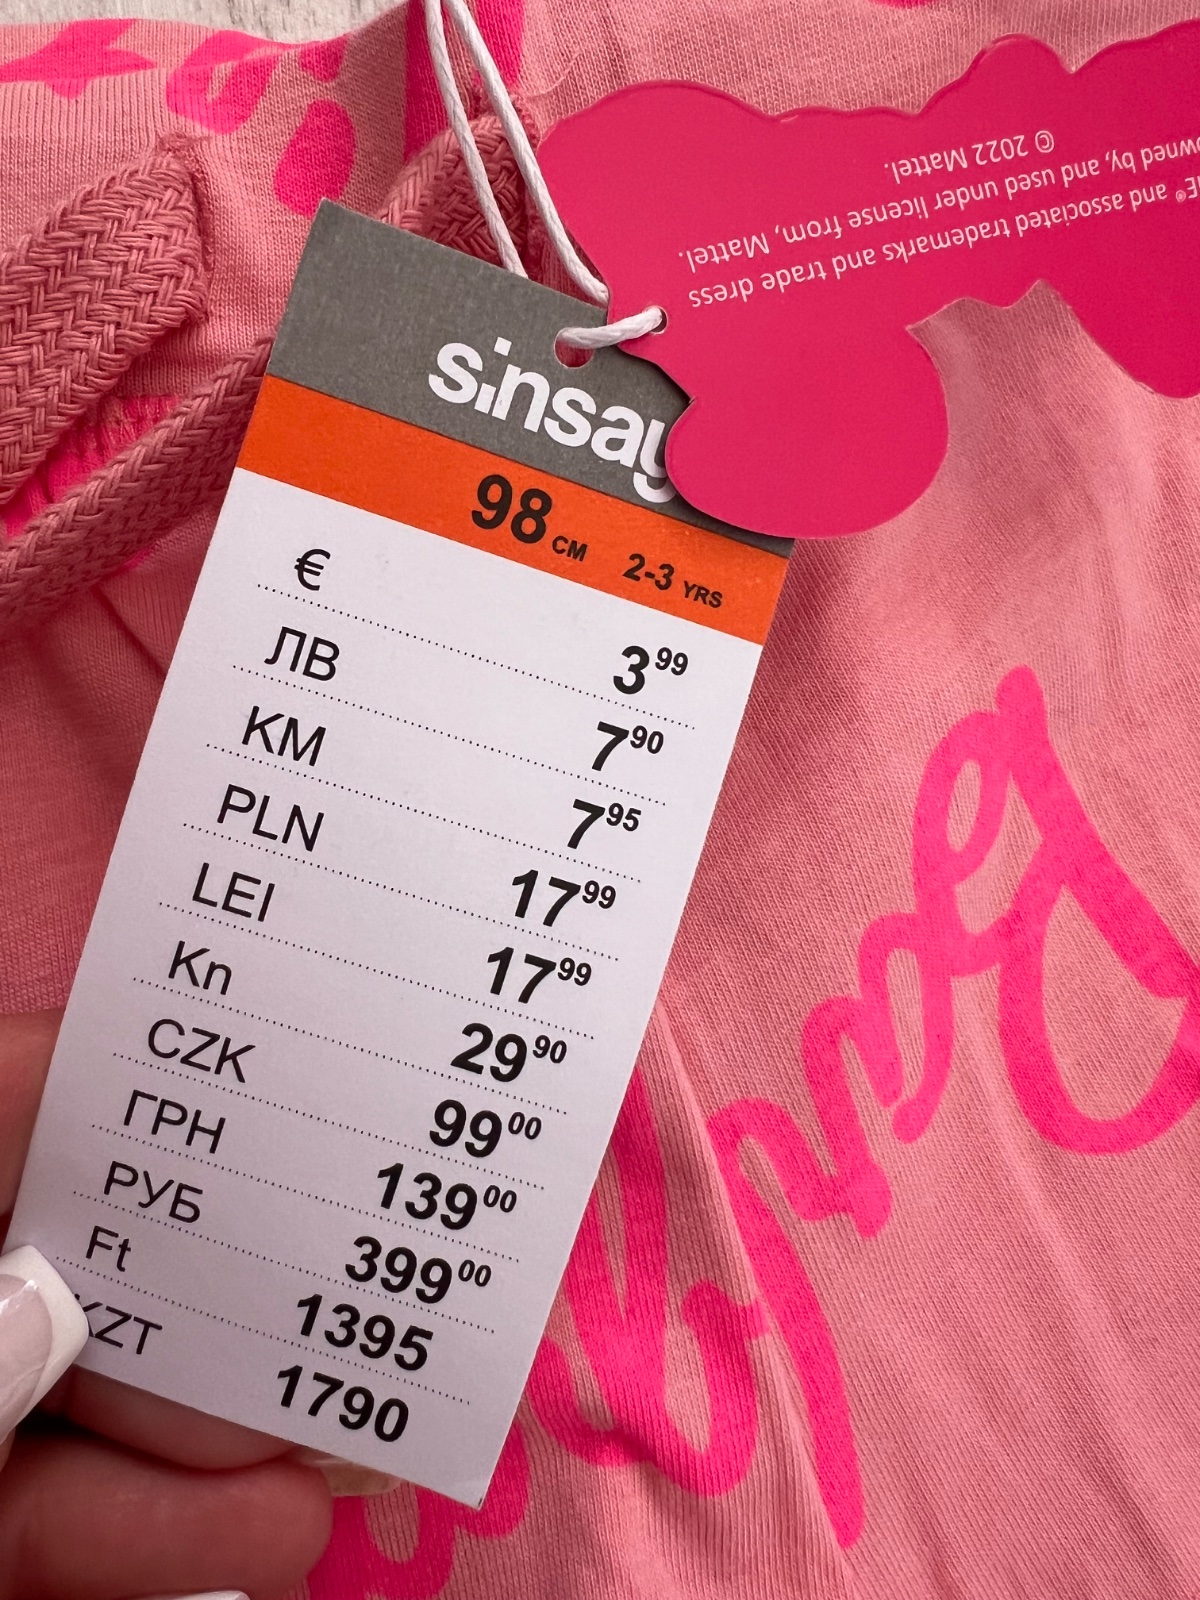 sinsay
98 CM 2-3 YRS
€ 3 99
ЛВ 7 90
KM 7 95
PLN 17 99
LEI 17 99
Kn 29 90
CZK 99 00
ГРН 139 00
РУБ 399 00
Ft 1395
KZT 1790
and associated trademarks and trade dress
owned by, and used under license from, Mattel.
© 2022 Mattel.
Barbie